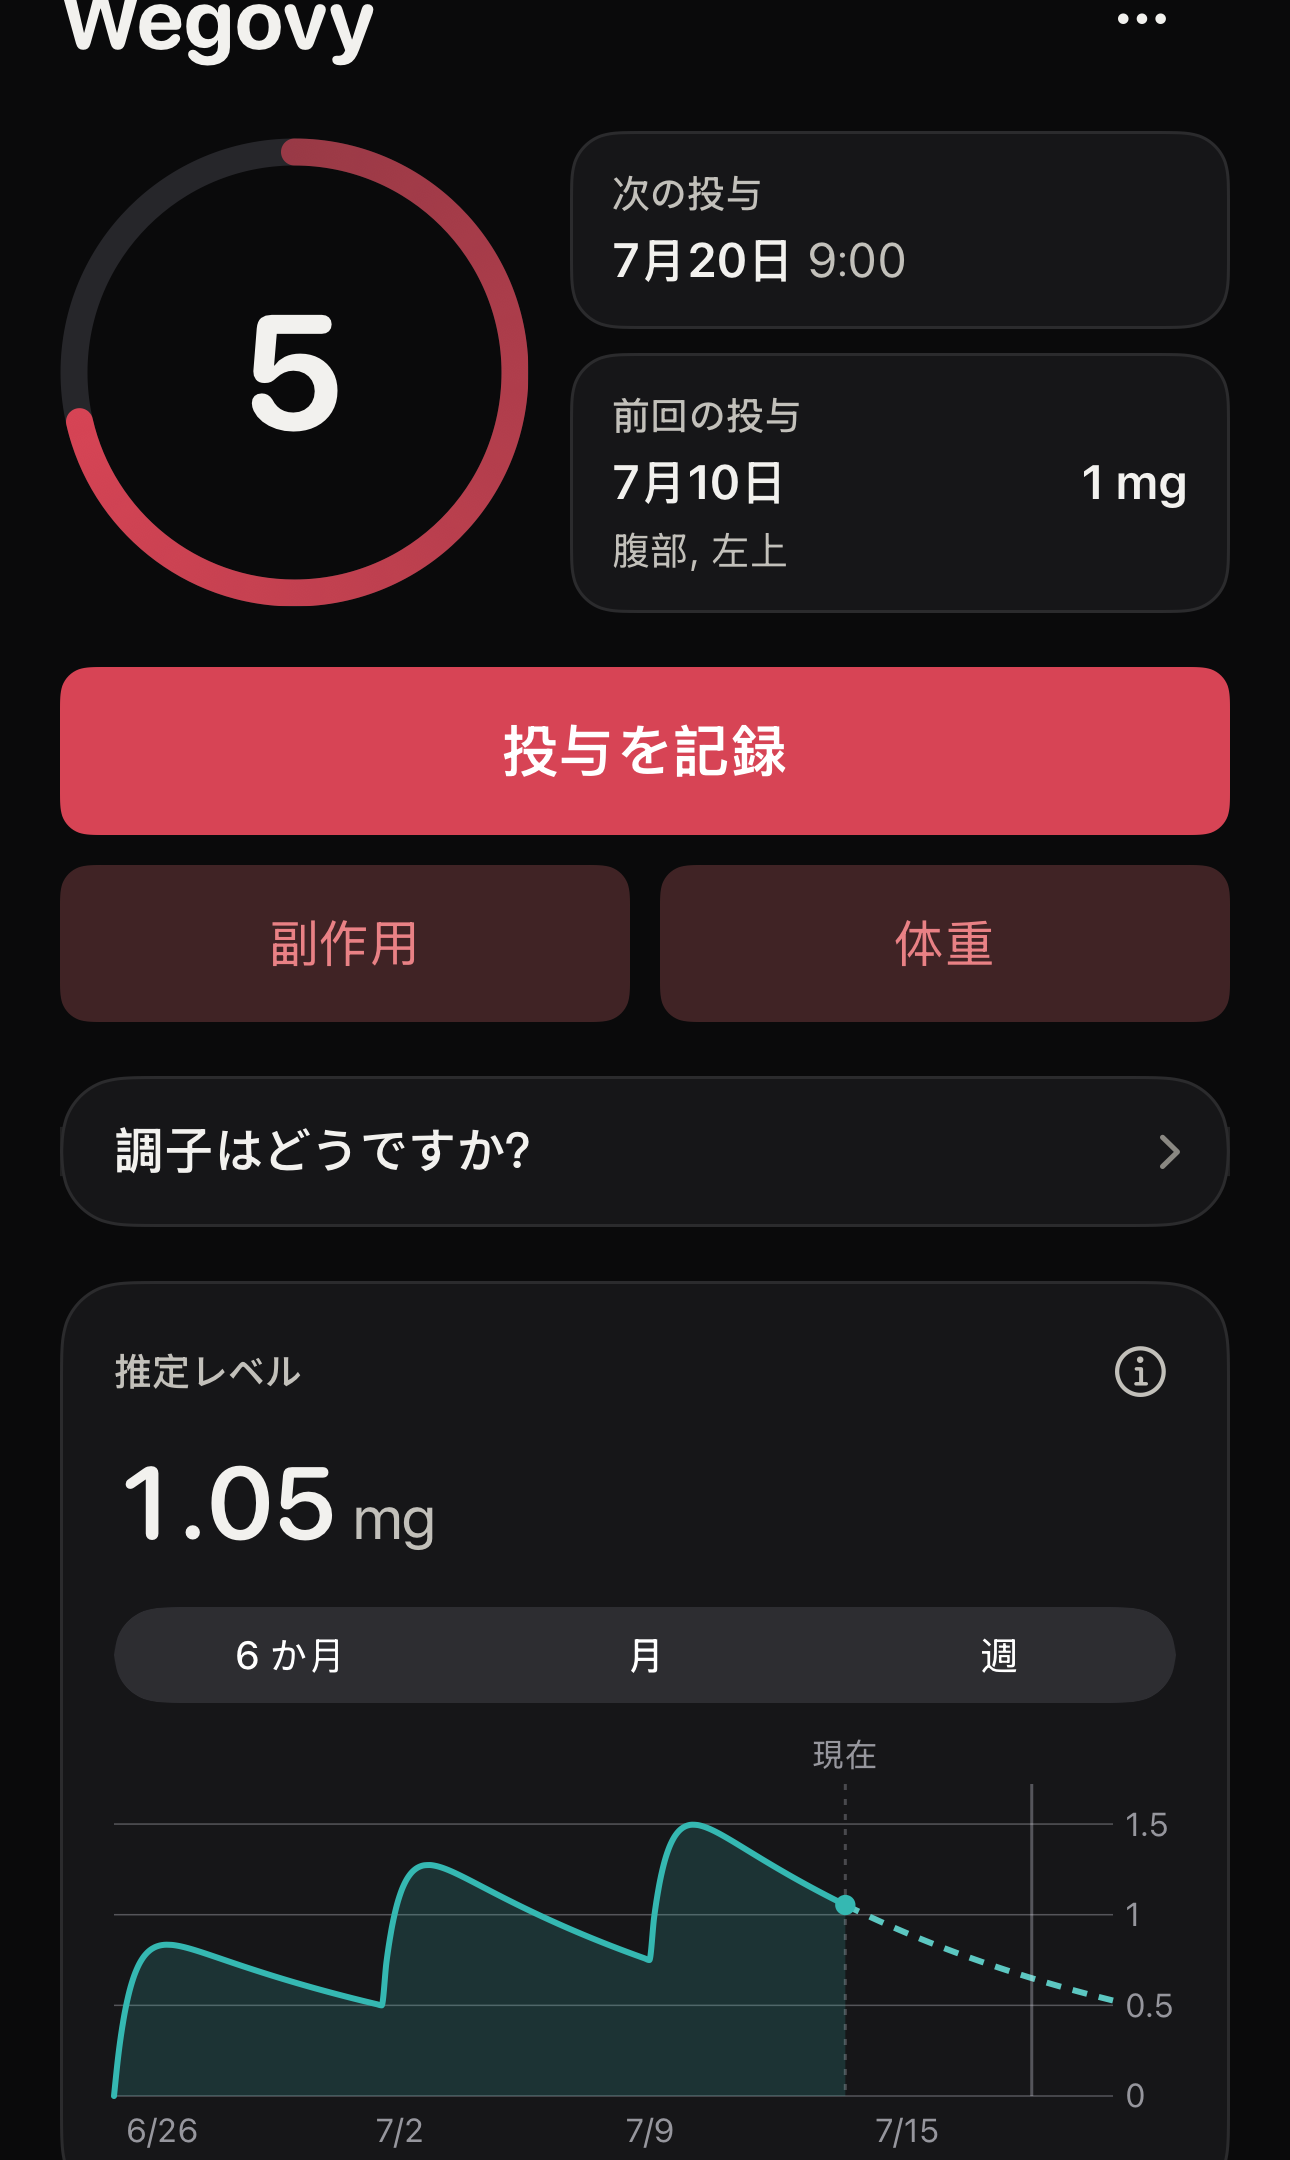 Wegovy
5
次の投与
7月20日 9:00
前回の投与
7月10日 1 mg
腹部, 左上
投与を記録
副作用
体重
調子はどうですか?
推定レベル
1.05 mg
6 か月 月 週
現在
1.5
1
0.5
0
6/26 7/2 7/9 7/15